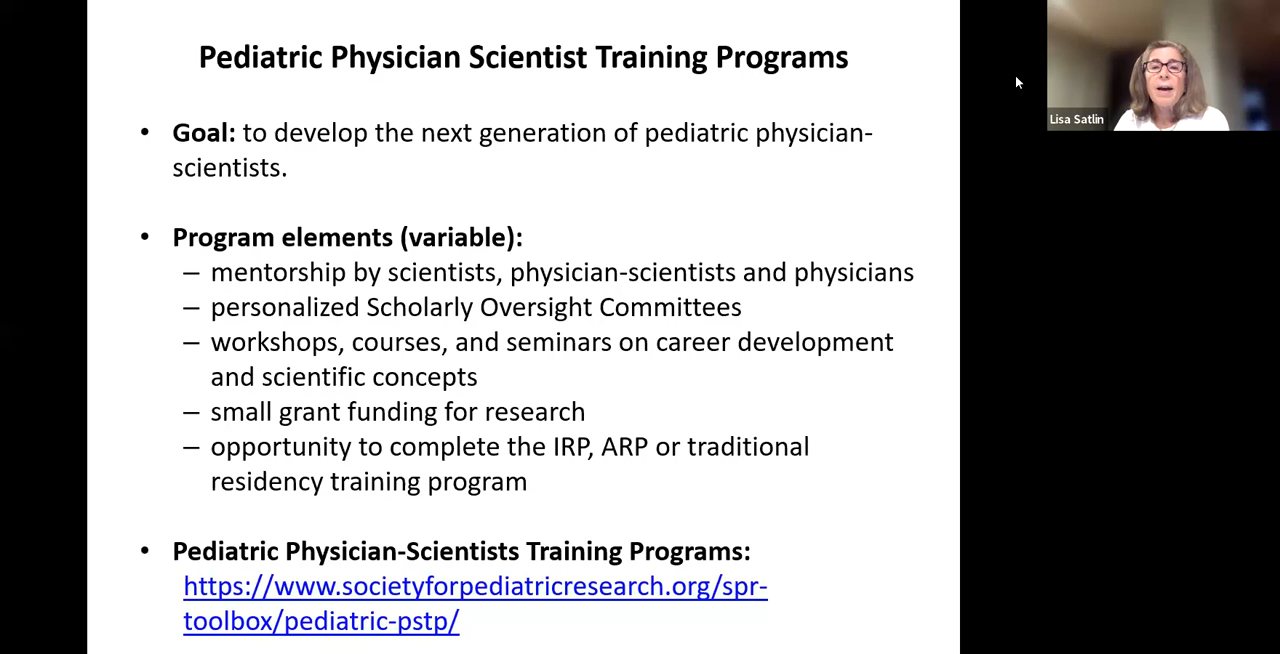 Pediatric Physician Scientist Training Programs
• Goal: to develop the next generation of pediatric physician-
scientists.
• Program elements (variable):
– mentorship by scientists, physician-scientists and physicians
– personalized Scholarly Oversight Committees
– workshops, courses, and seminars on career development
and scientific concepts
– small grant funding for research
– opportunity to complete the IRP, ARP or traditional
residency training program
• Pediatric Physician-Scientists Training Programs:
https://www.societyforpediatricresearch.org/spr-
toolbox/pediatric-pstp/
Lisa Satlin